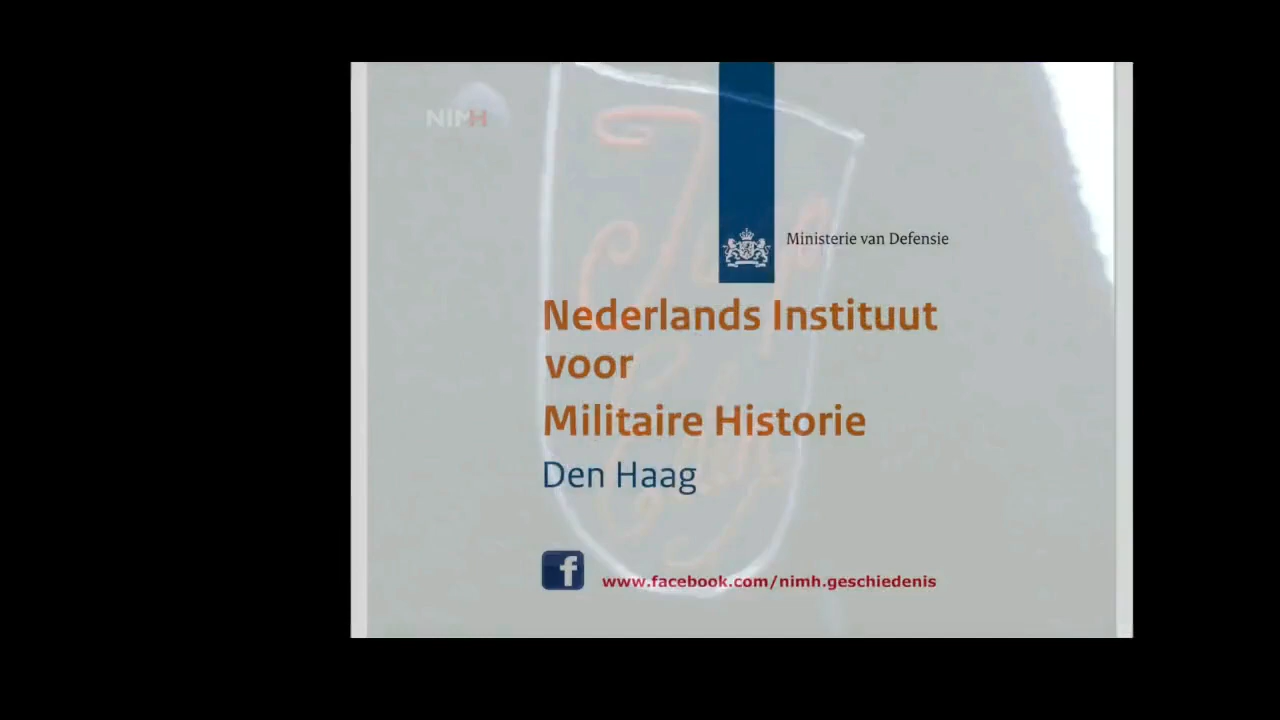 NIMH
Ministerie van Defensie
Nederlands Instituut
voor
Militaire Historie
Den Haag
f
www.facebook.com/nimh.geschiedenis